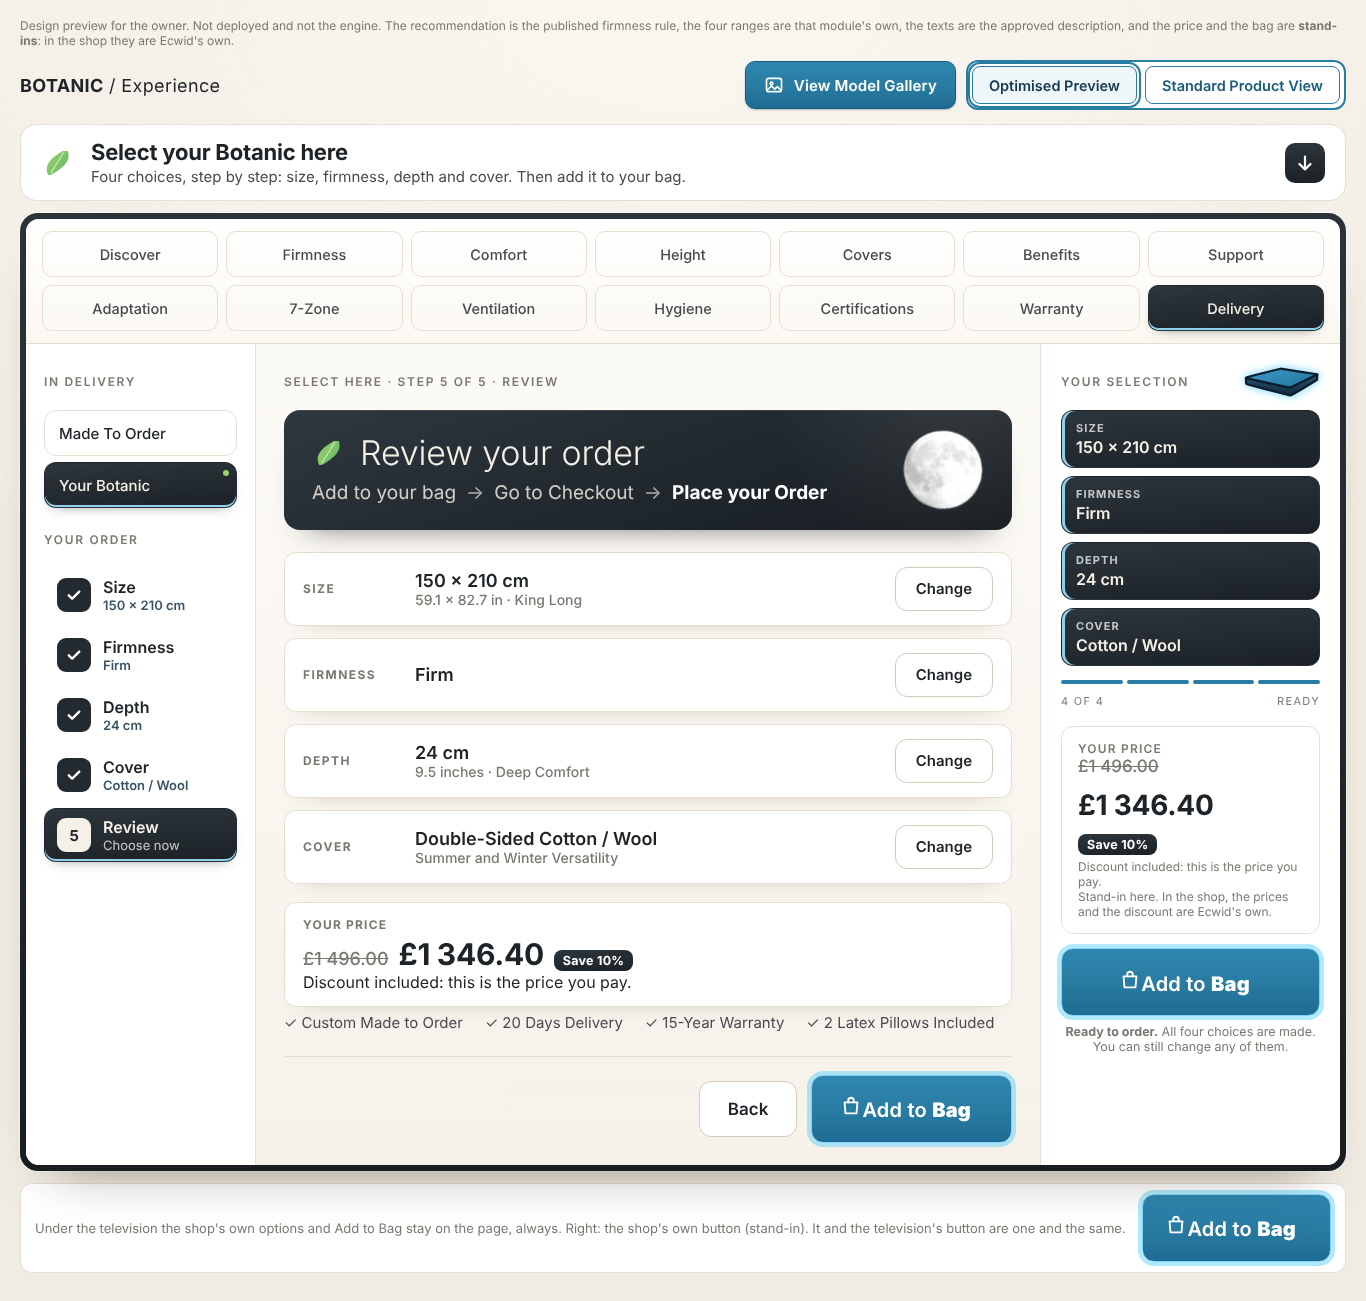 Design preview for the owner. Not deployed and not the engine. The recommendation is the published firmness rule, the four ranges are that module's own, the texts are the approved description, and the price and the bag are stand-
ins: in the shop they are Ecwid's own.
BOTANIC / Experience
View Model Gallery
Optimised Preview
Standard Product View
Select your Botanic here
Four choices, step by step: size, firmness, depth and cover. Then add it to your bag.
Discover
Firmness
Comfort
Height
Covers
Benefits
Support
Adaptation
7-Zone
Ventilation
Hygiene
Certifications
Warranty
Delivery
IN DELIVERY
Made To Order
Your Botanic
YOUR ORDER
Size
150 × 210 cm
Firmness
Firm
Depth
24 cm
Cover
Cotton / Wool
5
Review
Choose now
SELECT HERE · STEP 5 OF 5 · REVIEW
Review your order
Add to your bag → Go to Checkout → Place your Order
SIZE
150 × 210 cm
59.1 × 82.7 in · King Long
Change
FIRMNESS
Firm
Change
DEPTH
24 cm
9.5 inches · Deep Comfort
Change
COVER
Double-Sided Cotton / Wool
Summer and Winter Versatility
Change
YOUR PRICE
£1 496.00 £1 346.40 Save 10%
Discount included: this is the price you pay.
✓ Custom Made to Order ✓ 20 Days Delivery ✓ 15-Year Warranty ✓ 2 Latex Pillows Included
Back
Add to Bag
YOUR SELECTION
SIZE
150 × 210 cm
FIRMNESS
Firm
DEPTH
24 cm
COVER
Cotton / Wool
4 OF 4
READY
YOUR PRICE
£1 496.00
£1 346.40
Save 10%
Discount included: this is the price you
pay.
Stand-in here. In the shop, the prices
and the discount are Ecwid's own.
Add to Bag
Ready to order. All four choices are made.
You can still change any of them.
Under the television the shop's own options and Add to Bag stay on the page, always. Right: the shop's own button (stand-in). It and the television's button are one and the same.
Add to Bag